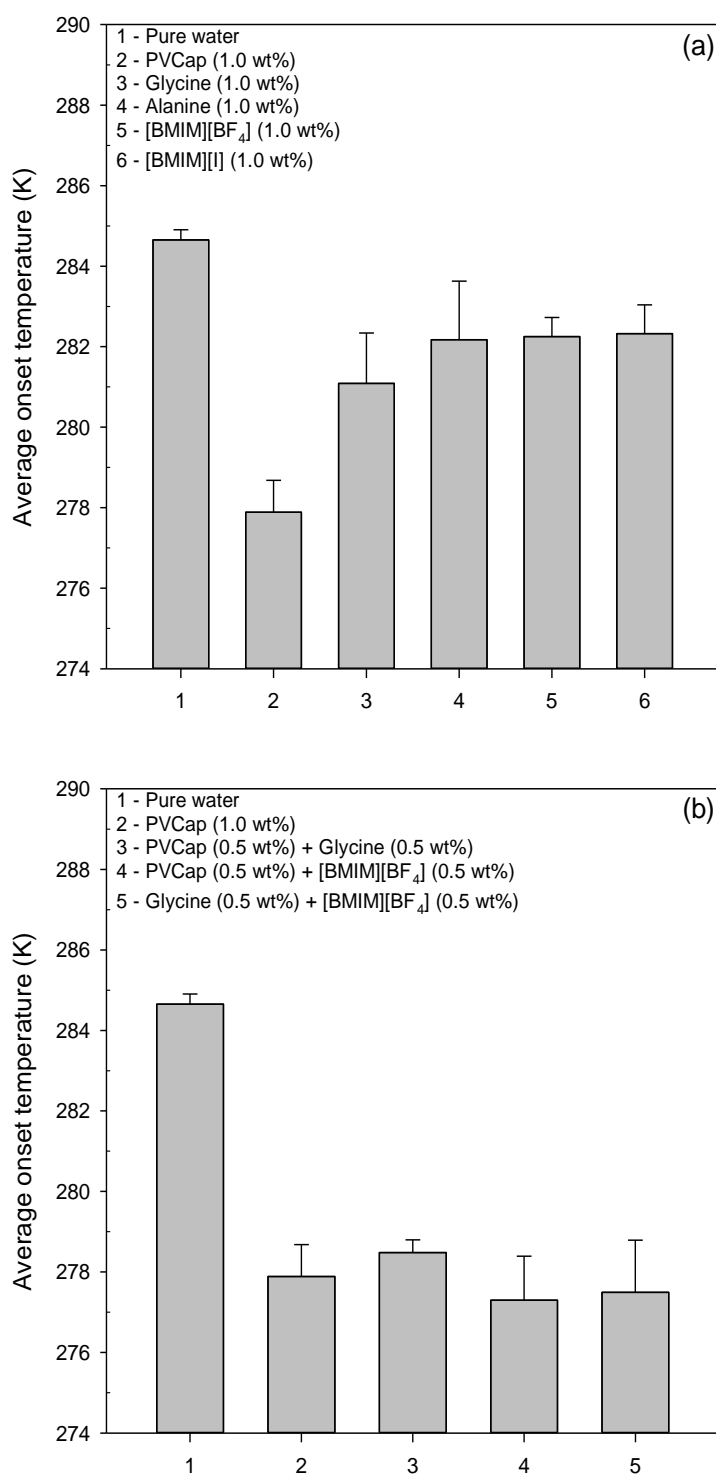 290
288
286
284
282
280
278
276
274
Average onset temperature (K)
(a)
1 - Pure water
2 - PVCap (1.0 wt%)
3 - Glycine (1.0 wt%)
4 - Alanine (1.0 wt%)
5 - [BMIM][BF4] (1.0 wt%)
6 - [BMIM][I] (1.0 wt%)
1 2 3 4 5 6
290
288
286
284
282
280
278
276
274
Average onset temperature (K)
(b)
1 - Pure water
2 - PVCap (1.0 wt%)
3 - PVCap (0.5 wt%) + Glycine (0.5 wt%)
4 - PVCap (0.5 wt%) + [BMIM][BF4] (0.5 wt%)
5 - Glycine (0.5 wt%) + [BMIM][BF4] (0.5 wt%)
1 2 3 4 5